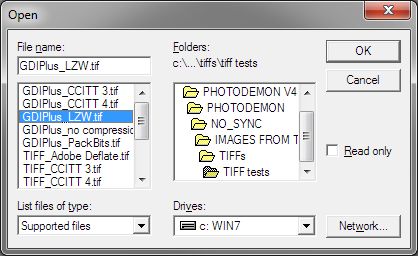 Open
File name:
GDIPlus_LZW.tif
GDIPlus_CCITT 3.tif
GDIPlus_CCITT 4.tif
GDIPlus_LZW.tif
GDIPlus_no compressio
GDIPlus_PackBits.tif
TIFF_Adobe Deflate.tif
TIFF_CCITT 3.tif
TIFF_CCITT 4.tif
List files of type:
Supported files
Folders:
c:\...\tiffs\tiff tests
PHOTODEMON V4
PHOTODEMON
NO_SYNC
IMAGES FROM T
TIFFs
TIFF tests
Drives:
c: WIN7
OK
Cancel
Read only
Network...